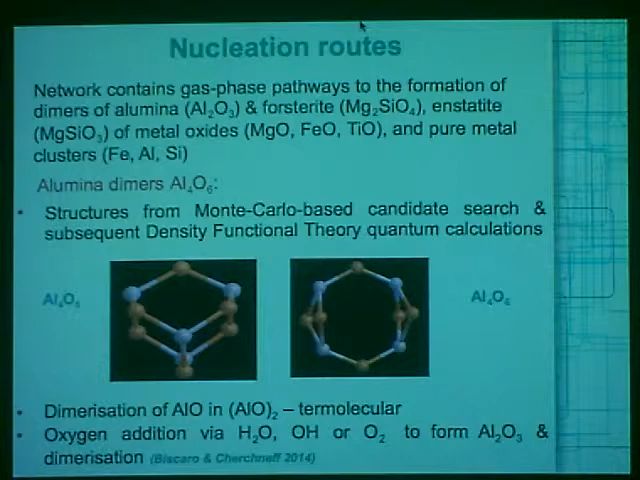 Nucleation routes
Network contains gas-phase pathways to the formation of
dimers of alumina (Al₂O₃) & forsterite (Mg₂SiO₄), enstatite
(MgSiO₃) of metal oxides (MgO, FeO, TiO), and pure metal
clusters (Fe, Al, Si)
Alumina dimers Al₄O₆:
• Structures from Monte-Carlo-based candidate search &
subsequent Density Functional Theory quantum calculations
Al₄O₅
Al₄O₆
• Dimerisation of AlO in (AlO)₂ – termolecular
• Oxygen addition via H₂O, OH or O₂ to form Al₂O₃ &
dimerisation (Biscaro & Cherchneff 2014)